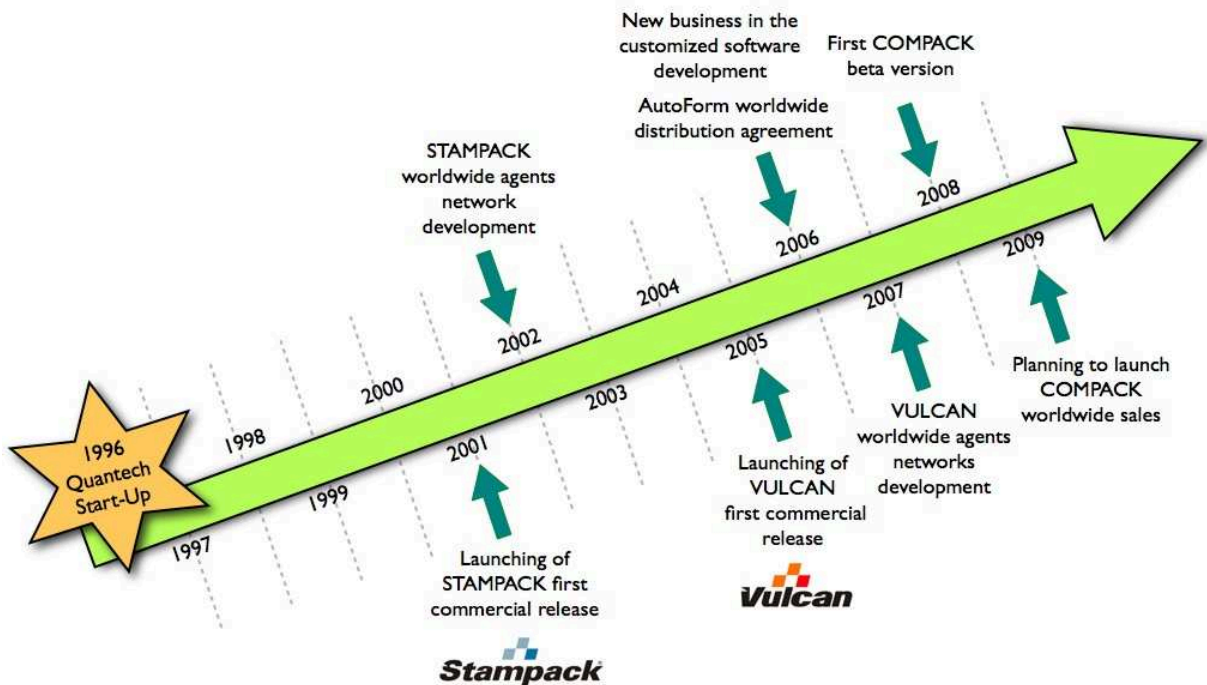 New business in the
customized software
development
AutoForm worldwide
distribution agreement
First COMPACK
beta version
STAMPACK
worldwide agents
network
development
1996
Quantech
Start-Up
1997
1998
1999
2000
2001
2002
2003
2004
2005
2006
2007
2008
2009
Launching of
STAMPACK first
commercial release
Stampack
Launching of
VULCAN
first commercial
release
Vulcan
VULCAN
worldwide agents
networks
development
Planning to launch
COMPACK
worldwide sales